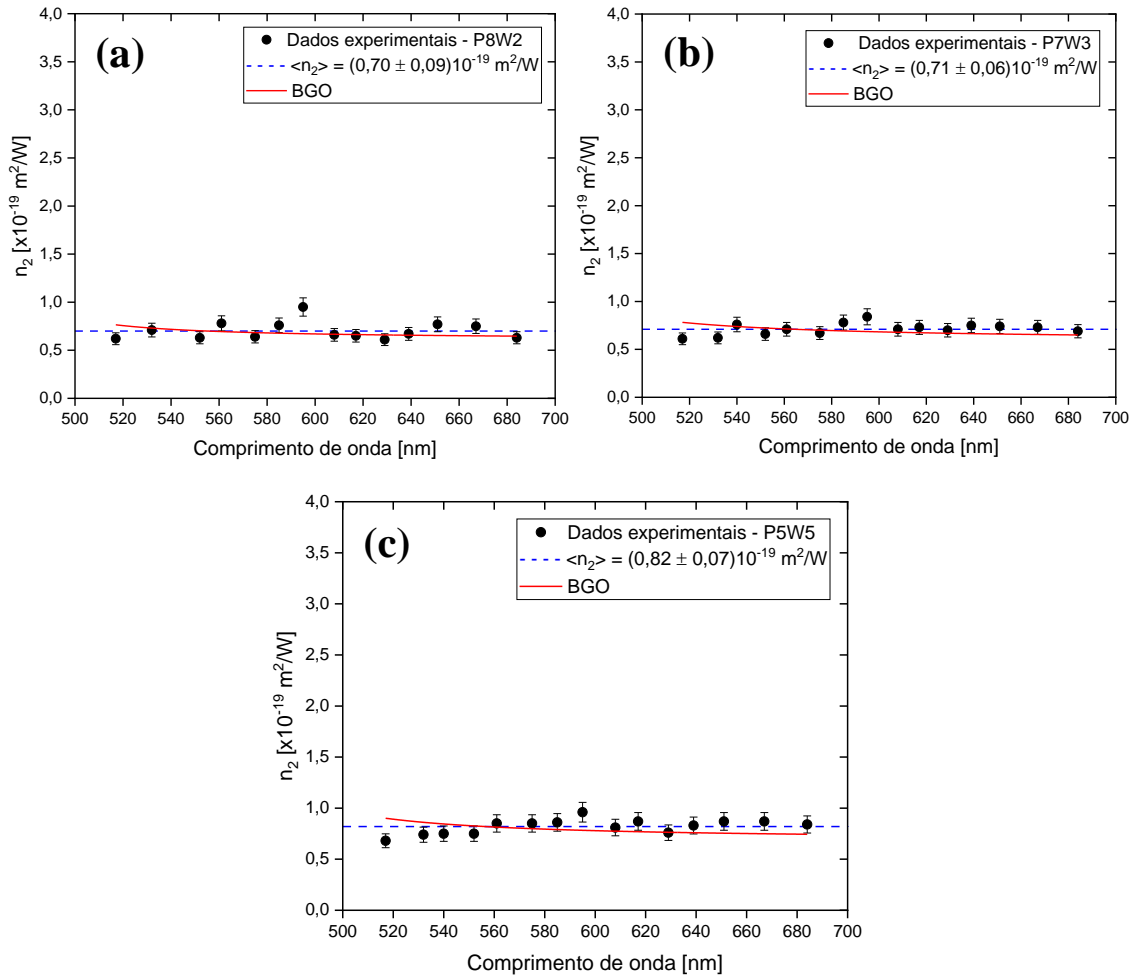 (a)
Dados experimentais - P8W2
<n₂> = (0,70 ± 0,09)10⁻¹⁹ m²/W
BGO
n₂ [x10⁻¹⁹ m²/W]
4,0
3,5
3,0
2,5
2,0
1,5
1,0
0,5
0,0
500 520 540 560 580 600 620 640 660 680 700
Comprimento de onda [nm]
(b)
Dados experimentais - P7W3
<n₂> = (0,71 ± 0,06)10⁻¹⁹ m²/W
BGO
n₂ [x10⁻¹⁹ m²/W]
4,0
3,5
3,0
2,5
2,0
1,5
1,0
0,5
0,0
500 520 540 560 580 600 620 640 660 680 700
Comprimento de onda [nm]
(c)
Dados experimentais - P5W5
<n₂> = (0,82 ± 0,07)10⁻¹⁹ m²/W
BGO
n₂ [x10⁻¹⁹ m²/W]
4,0
3,5
3,0
2,5
2,0
1,5
1,0
0,5
0,0
500 520 540 560 580 600 620 640 660 680 700
Comprimento de onda [nm]